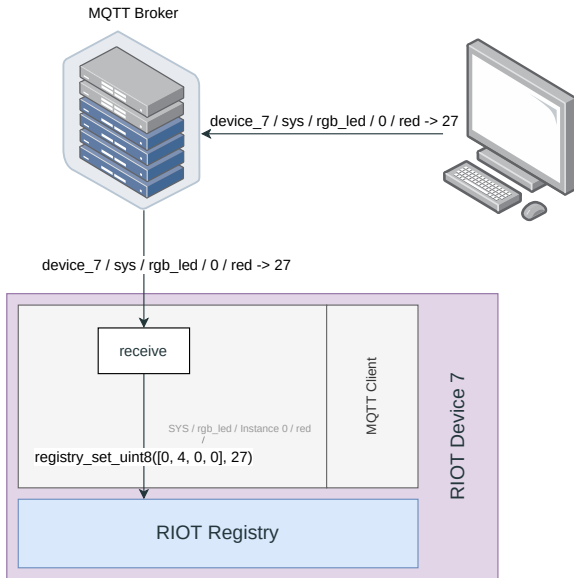 MQTT Broker
device_7 / sys / rgb_led / 0 / red -> 27
device_7 / sys / rgb_led / 0 / red -> 27
receive
MQTT Client
RIOT Device 7
SYS / rgb_led / Instance 0 / red
/
registry_set_uint8([0, 4, 0, 0], 27)
RIOT Registry